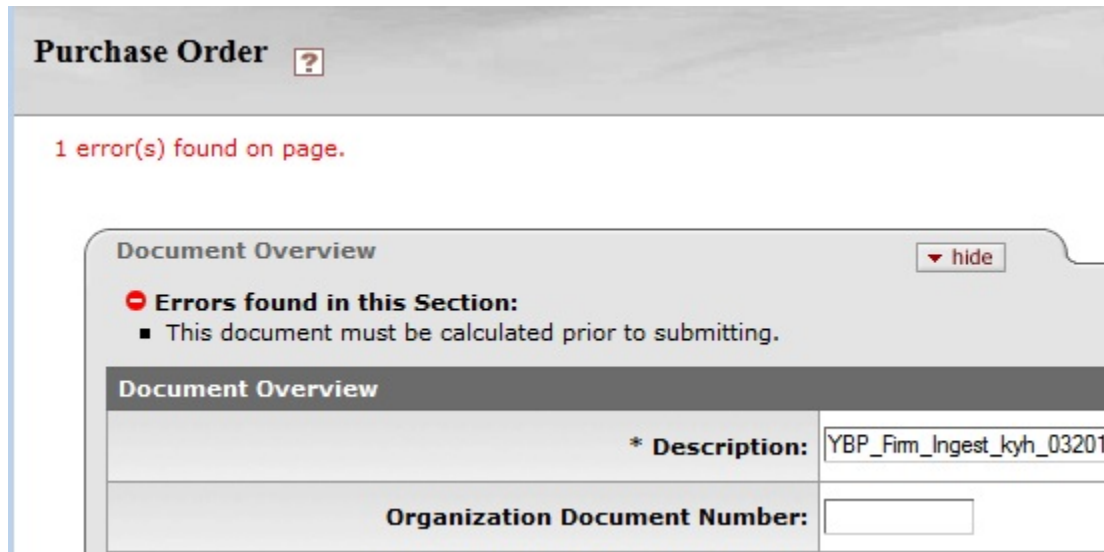 Purchase Order ?
1 error(s) found on page.
Document Overview
hide
Errors found in this Section:
This document must be calculated prior to submitting.
Document Overview
* Description: YBP_Firm_Ingest_kyh_03201
Organization Document Number: